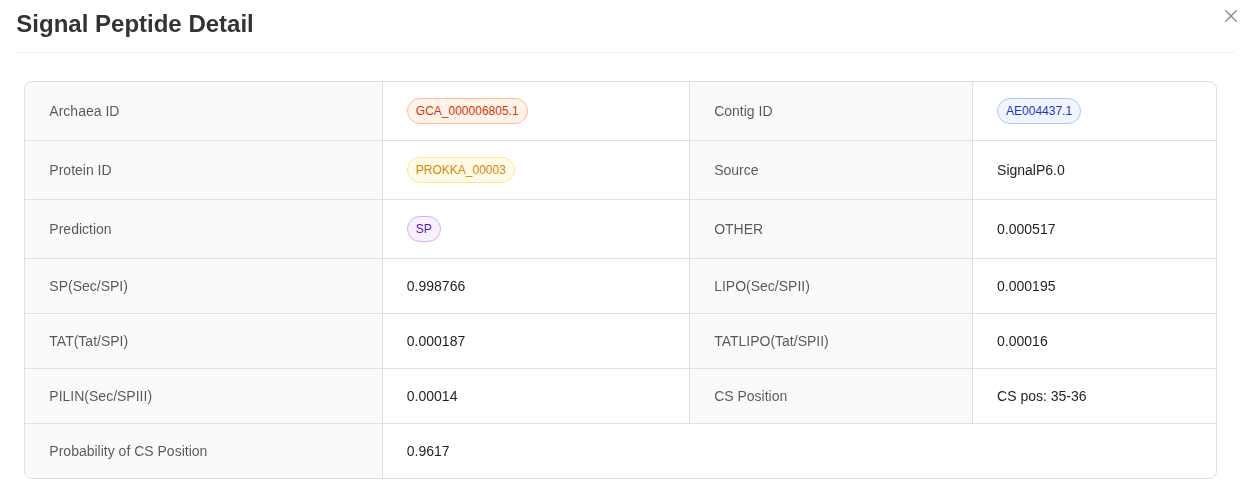 Signal Peptide Detail
Archaea ID GCA_000006805.1 Contig ID AE004437.1
Protein ID PROKKA_00003 Source SignalP6.0
Prediction SP OTHER 0.000517
SP(Sec/SPI) 0.998766 LIPO(Sec/SPII) 0.000195
TAT(Tat/SPI) 0.000187 TATLIPO(Tat/SPII) 0.00016
PILIN(Sec/SPIII) 0.00014 CS Position CS pos: 35-36
Probability of CS Position 0.9617